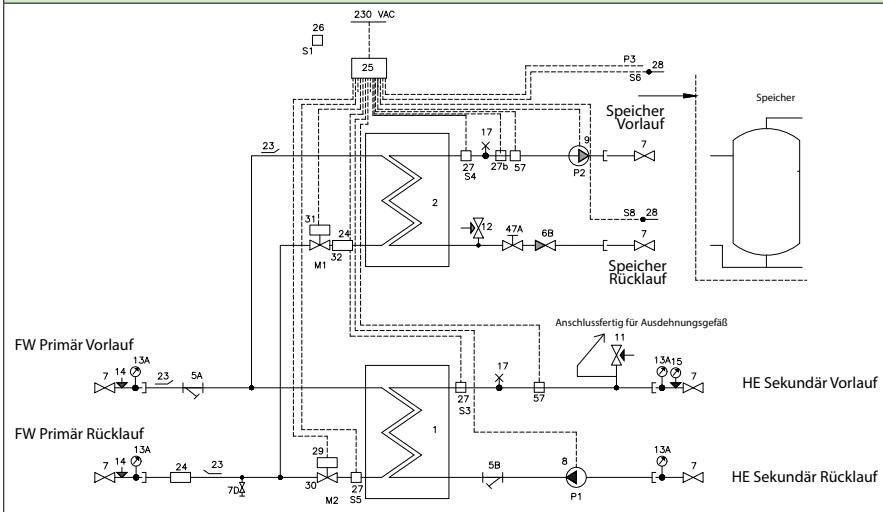 230 VAC
26
S1
25
P3
S6
28
Speicher
Vorlauf
Speicher
23
17
9
7
27
S4
27b
57
P2
2
S8
28
31
24
12
47A
6B
7
32
M1
Speicher
Rücklauf
Anschlussfertig für Ausdehnungsgefäß
11
FW Primär Vorlauf
13A
14
7
23
5A
17
13A
15
7
27
S3
57
HE Sekundär Vorlauf
1
FW Primär Rücklauf
13A
14
7
24
23
7D
29
30
M2
27
S5
5B
8
P1
13A
7
HE Sekundär Rücklauf